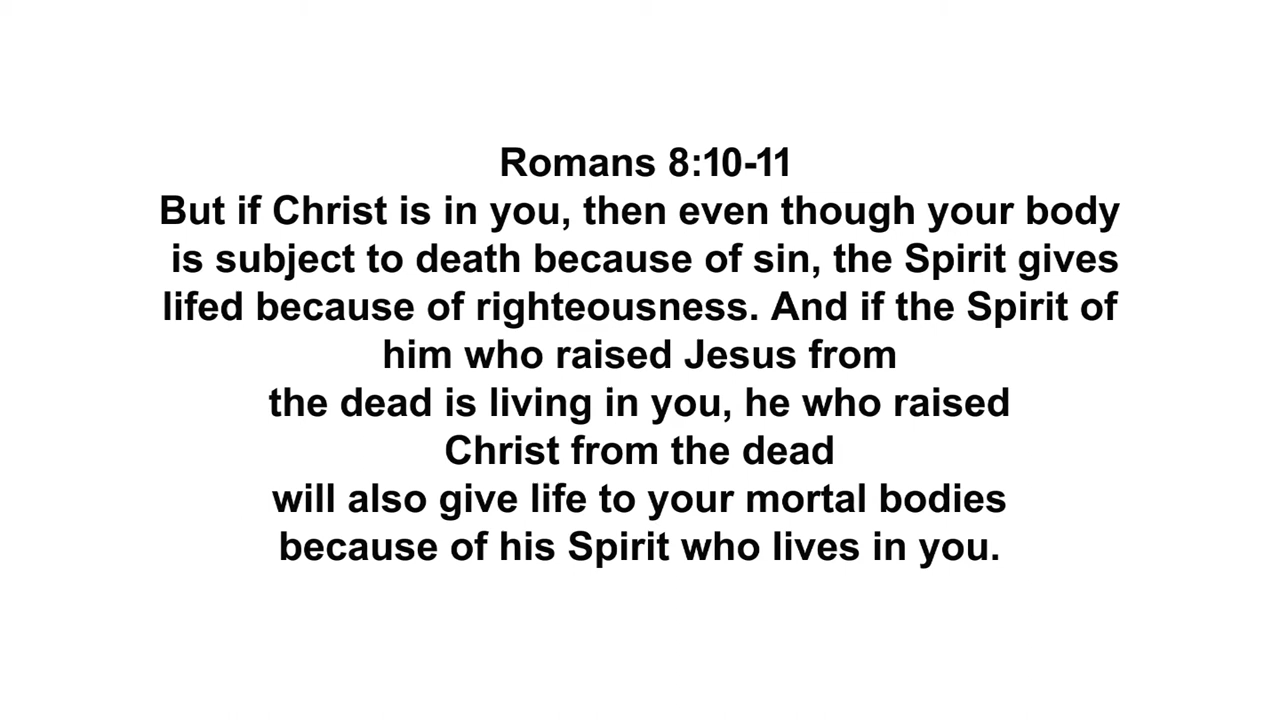 Romans 8:10-11
But if Christ is in you, then even though your body
is subject to death because of sin, the Spirit gives
lifed because of righteousness. And if the Spirit of
him who raised Jesus from
the dead is living in you, he who raised
Christ from the dead
will also give life to your mortal bodies
because of his Spirit who lives in you.